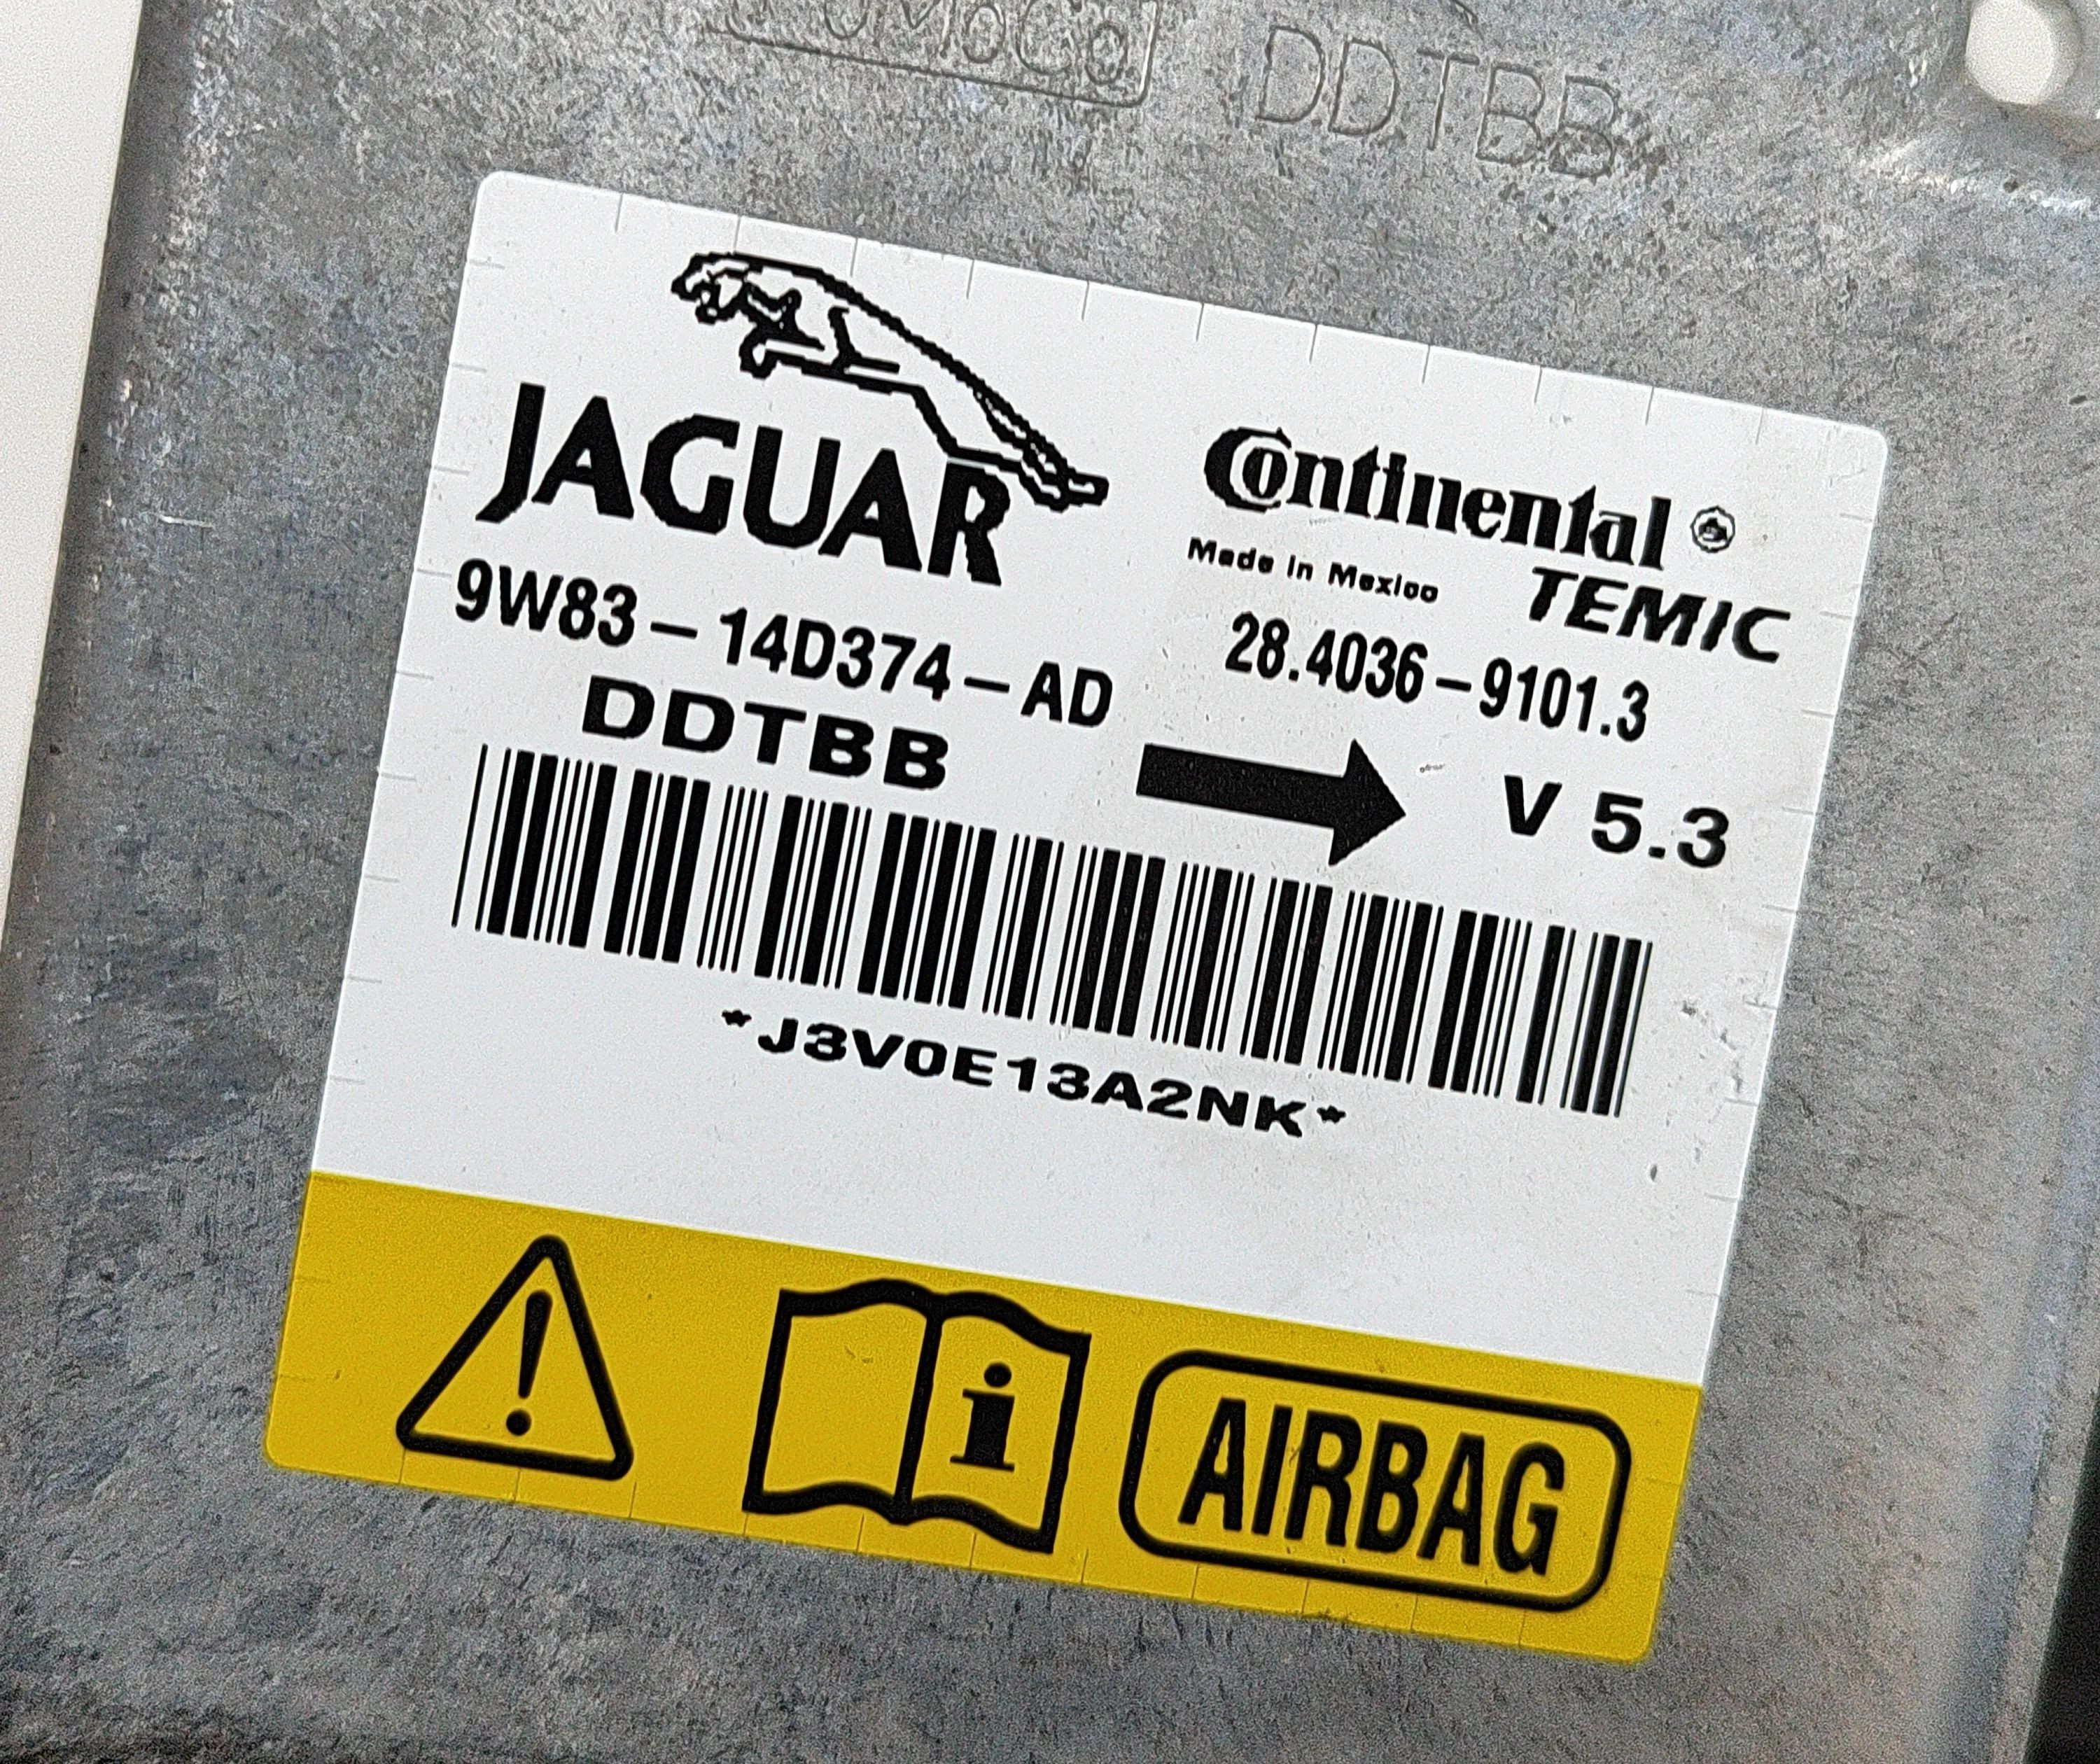 DDTBB
JAGUAR
Continental
TEMIC
Made In Mexico
9W83-14D374-AD
28.4036-9101.3
DDTBB
V 5.3
*J3V0E13A2NK*
i
AIRBAG